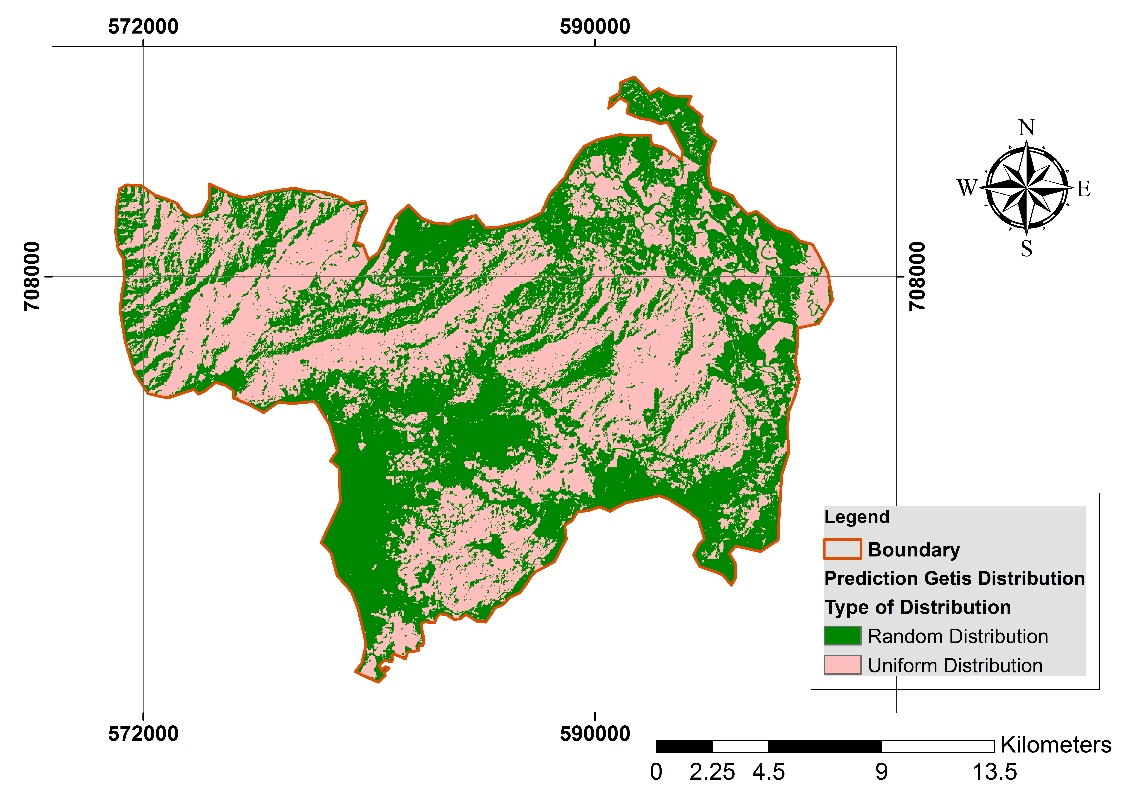 572000 590000
N
W E
S
708000 708000
Legend
Boundary
Prediction Getis Distribution
Type of Distribution
Random Distribution
Uniform Distribution
572000 590000
Kilometers
0 2.25 4.5 9 13.5